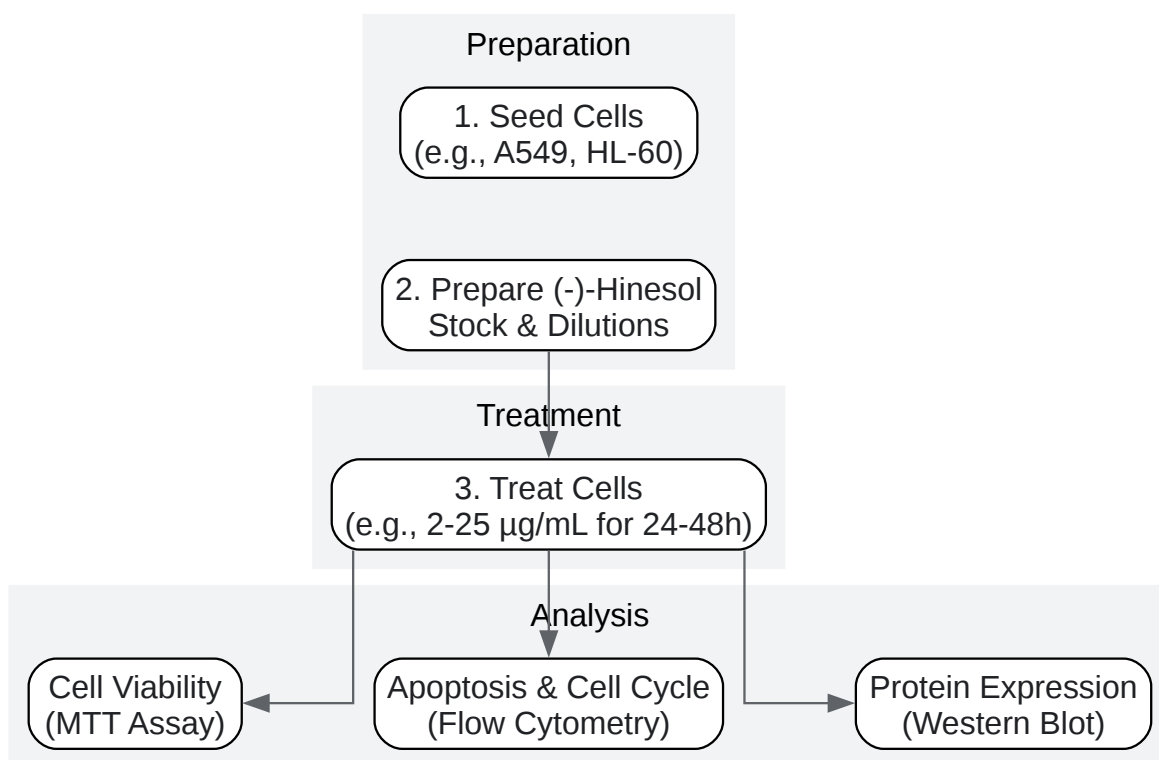 Preparation
1. Seed Cells
(e.g., A549, HL-60)
2. Prepare (-)-Hinesol
Stock & Dilutions
Treatment
3. Treat Cells
(e.g., 2-25 µg/mL for 24-48h)
Analysis
Cell Viability
(MTT Assay)
Apoptosis & Cell Cycle
(Flow Cytometry)
Protein Expression
(Western Blot)